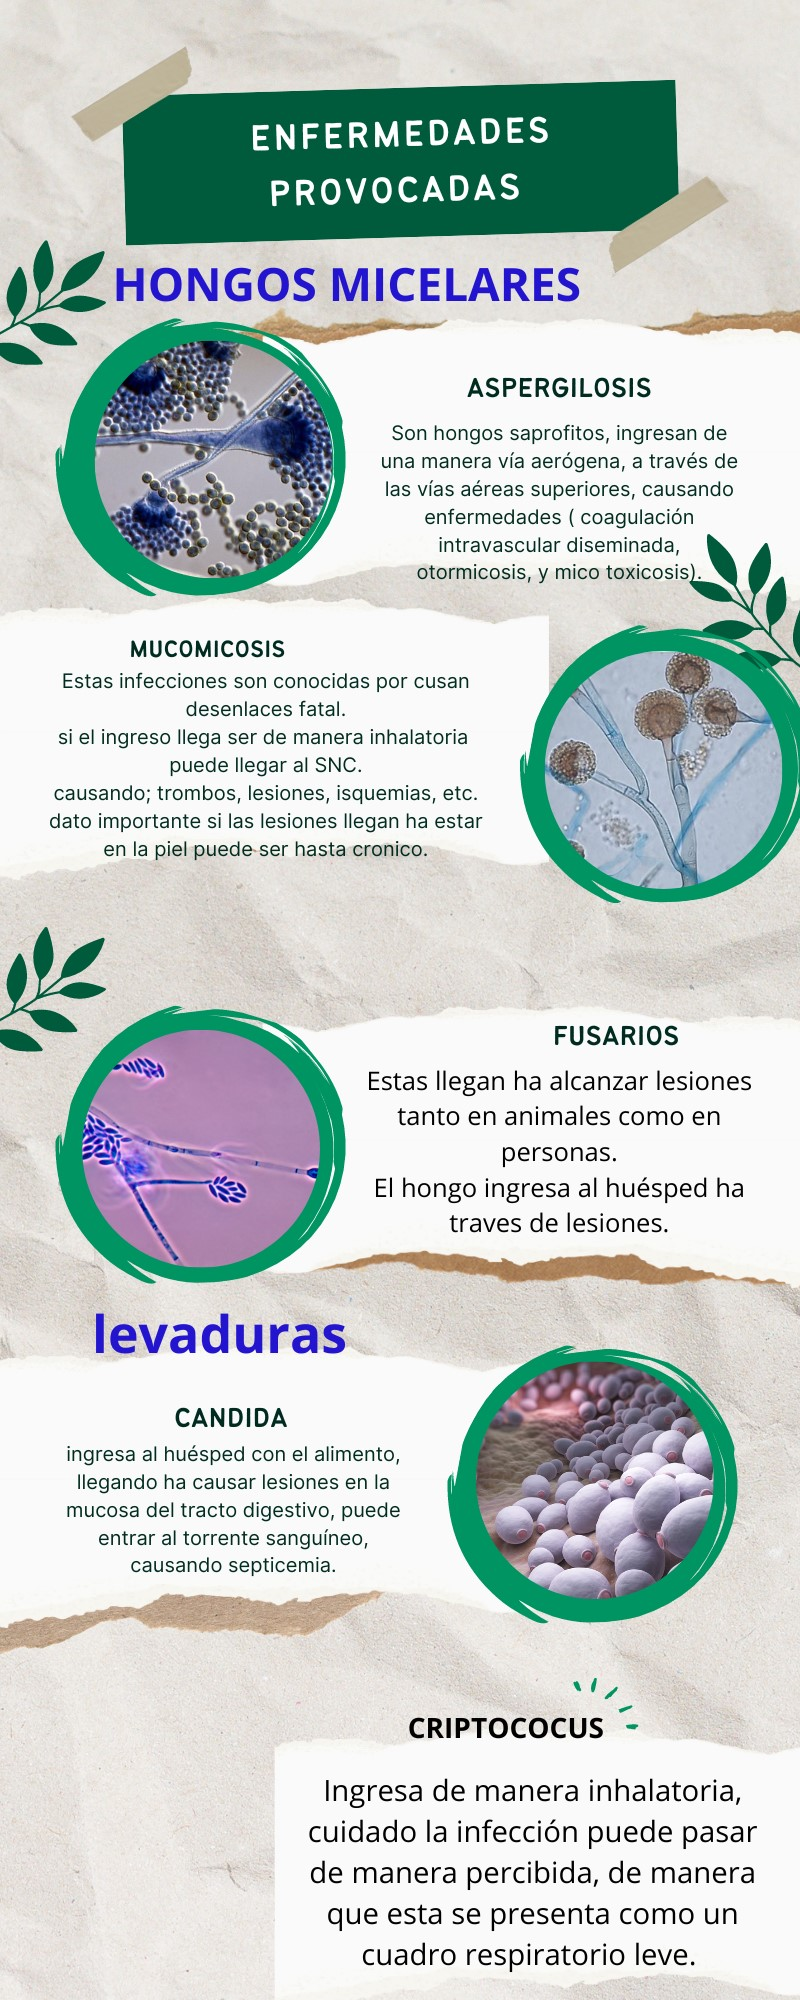 ENFERMEDADES
PROVOCADAS
HONGOS MICELARES
ASPERGILOSIS
Son hongos saprofitos, ingresan de
una manera vía aerógena, a través de
las vías aéreas superiores, causando
enfermedades ( coagulación
intravascular diseminada,
otormicosis, y mico toxicosis).
MUCOMICOSIS
Estas infecciones son conocidas por cusan
desenlaces fatal.
si el ingreso llega ser de manera inhalatoria
puede llegar al SNC.
causando; trombos, lesiones, isquemias, etc.
dato importante si las lesiones llegan ha estar
en la piel puede ser hasta cronico.
FUSARIOS
Estas llegan ha alcanzar lesiones
tanto en animales como en
personas.
El hongo ingresa al huésped ha
traves de lesiones.
levaduras
CANDIDA
ingresa al huésped con el alimento,
llegando ha causar lesiones en la
mucosa del tracto digestivo, puede
entrar al torrente sanguíneo,
causando septicemia.
CRIPTOCOCUS
Ingresa de manera inhalatoria,
cuidado la infección puede pasar
de manera percibida, de manera
que esta se presenta como un
cuadro respiratorio leve.